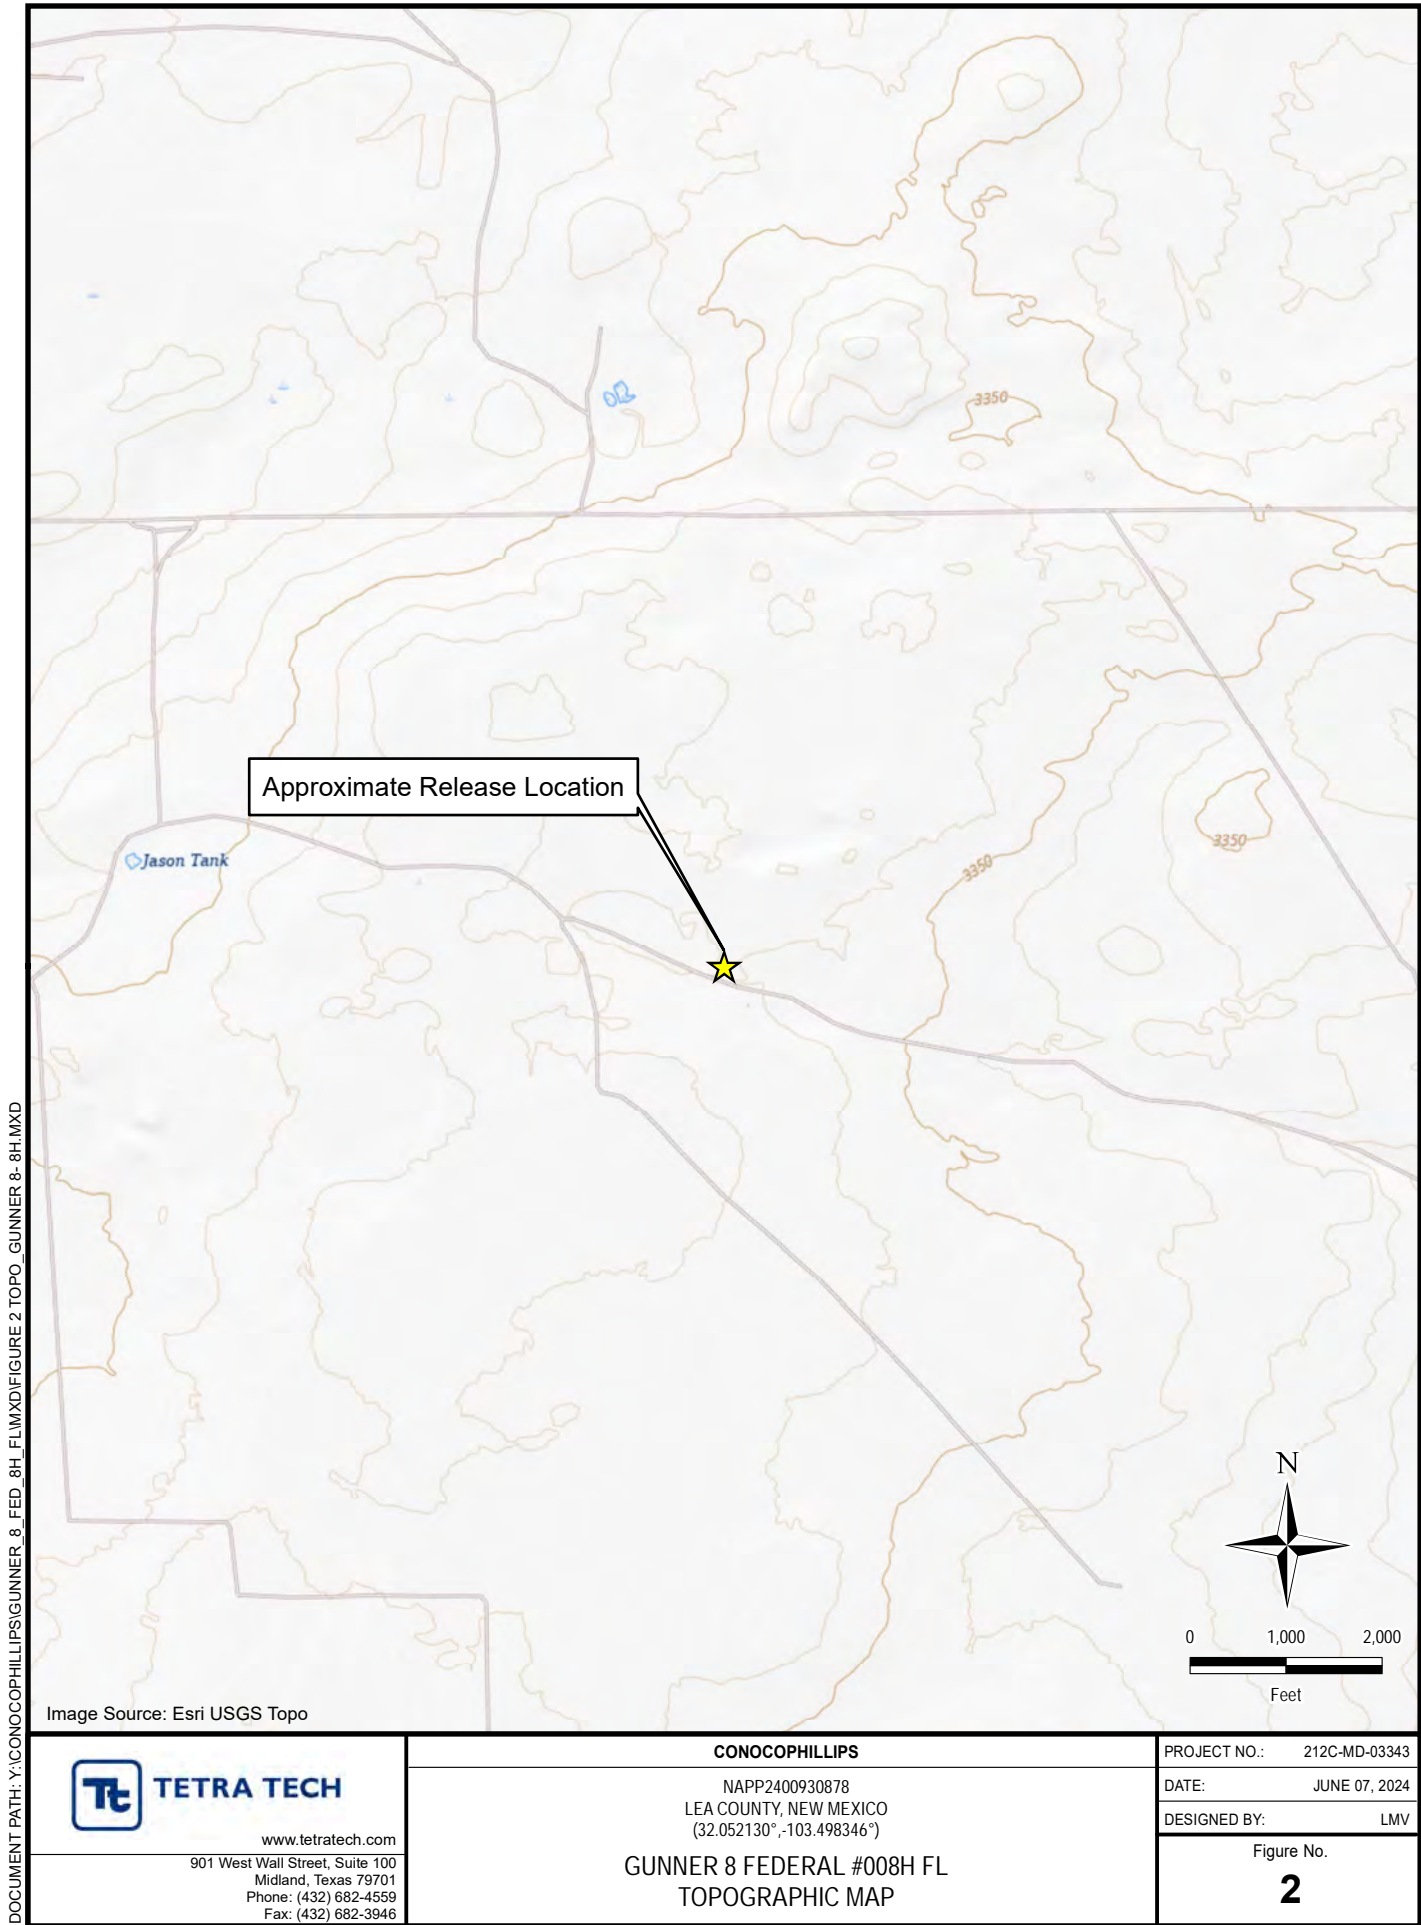 3350
Approximate Release Location
Jason Tank
3350
3350
N
0 1,000 2,000
Feet
Image Source: Esri USGS Topo
DOCUMENT PATH: Y:\CONOCOPHILLIPS\GUNNER_8_FED_8H_FL\MXD\FIGURE 2 TOPO_GUNNER 8- 8H.MXD
Tt TETRA TECH
www.tetratech.com
901 West Wall Street, Suite 100
Midland, Texas 79701
Phone: (432) 682-4559
Fax: (432) 682-3946
CONOCOPHILLIPS
NAPP2400930878
LEA COUNTY, NEW MEXICO
(32.052130°,-103.498346°)
GUNNER 8 FEDERAL #008H FL
TOPOGRAPHIC MAP
PROJECT NO.: 212C-MD-03343
DATE: JUNE 07, 2024
DESIGNED BY: LMV
Figure No.
2